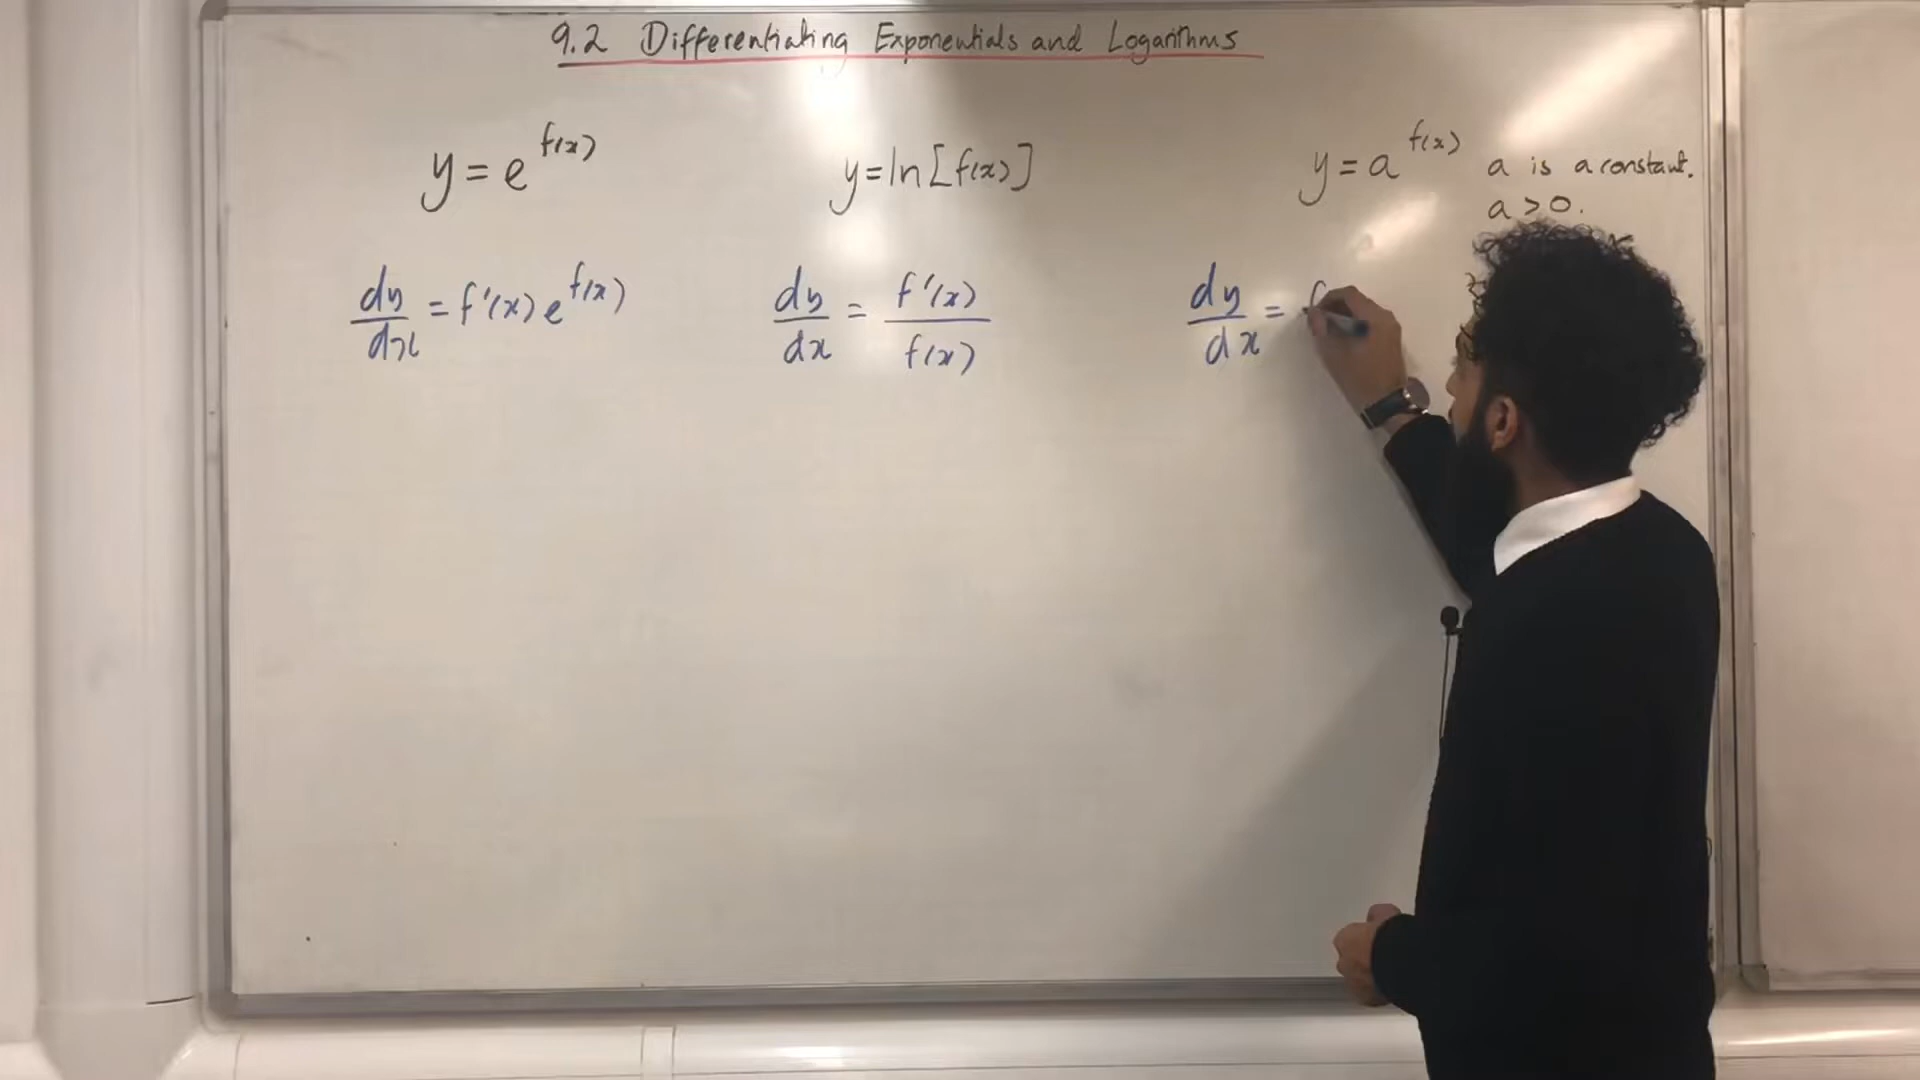 9.2 Differentiating Exponentials and Logarithms
y = e^{f(x)}
y = ln[f(x)]
y = a^{f(x)} a is a constant.
a > 0.
dy/dx = f'(x) e^{f(x)}
dy/dx = f'(x)/f(x)
dy/dx = f